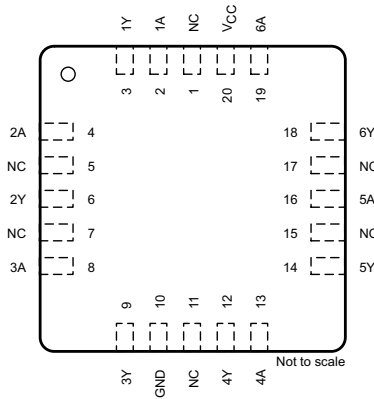 1Y 1A NC VCC 6A
3 2 1 20 19
2A 4 18 6Y
NC 5 17 NC
2Y 6 16 5A
NC 7 15 NC
3A 8 14 5Y
9 10 11 12 13
Not to scale
3Y GND NC 4Y 4A